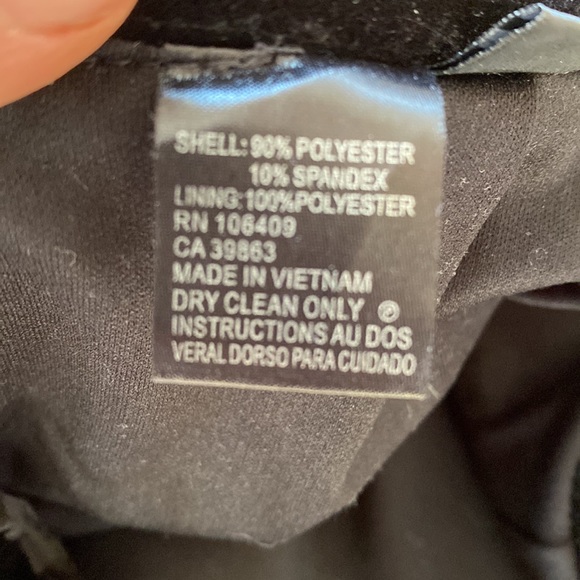 SHELL: 90% POLYESTER
10% SPANDEX
LINING:100%POLYESTER
RN 106409
CA 39863
MADE IN VIETNAM
DRY CLEAN ONLY Ⓟ
INSTRUCTIONS AU DOS
VERAL DORSO PARA CUIDADO